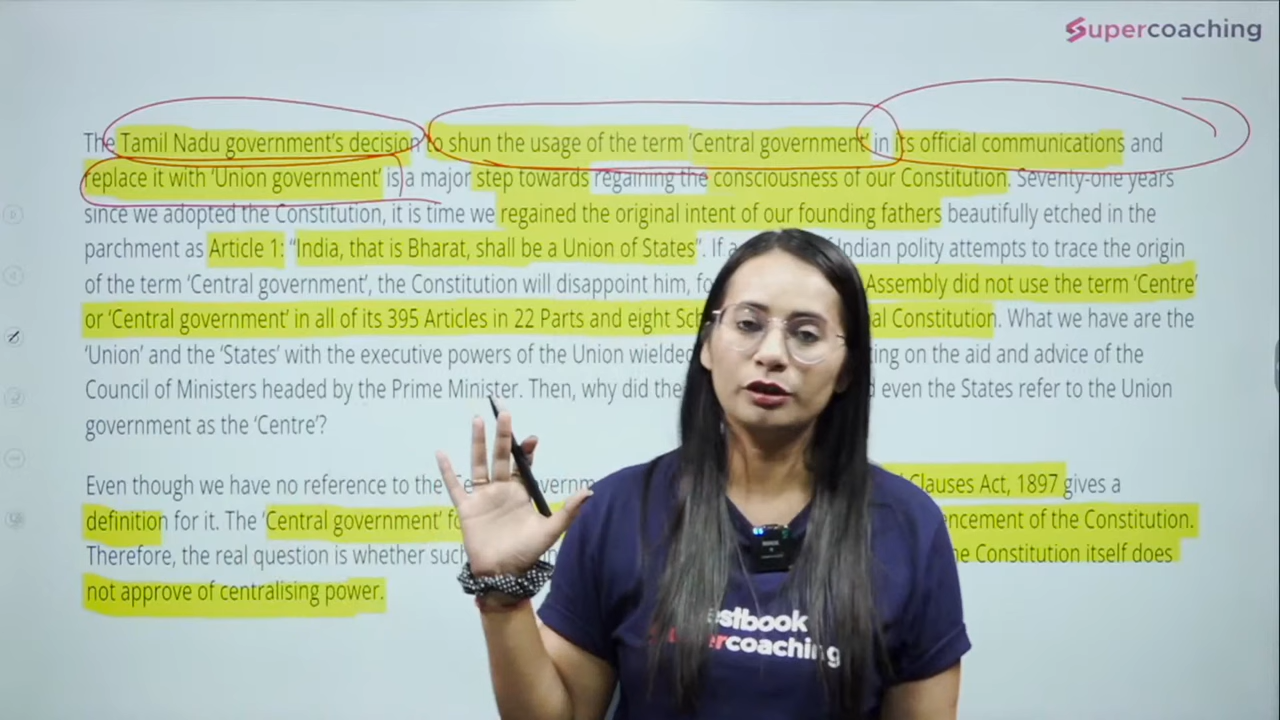 Supercoaching
The Tamil Nadu government's decision to shun the usage of the term 'Central government' in its official communications and
replace it with 'Union government' is a major step towards regaining the consciousness of our Constitution. Seventy-one years
since we adopted the Constitution, it is time we regained the original intent of our founding fathers beautifully etched in the
parchment as Article 1: “India, that is Bharat, shall be a Union of States”. If Indian polity attempts to trace the origin
of the term 'Central government', the Constitution will disappoint him, Assembly did not use the term 'Centre'
or 'Central government' in all of its 395 Articles in 22 Parts and eight Constitution. What we have are the
'Union' and the 'States' with the executive powers of the Union wielded on the aid and advice of the
Council of Ministers headed by the Prime Minister. Then, why did the even the States refer to the Union
government as the 'Centre'?
Even though we have no reference to the Clauses Act, 1897 gives a
definition for it. The 'Central government' of the Constitution.
Therefore, the real question is whether such Constitution itself does
not approve of centralising power.
estbook
ercoaching